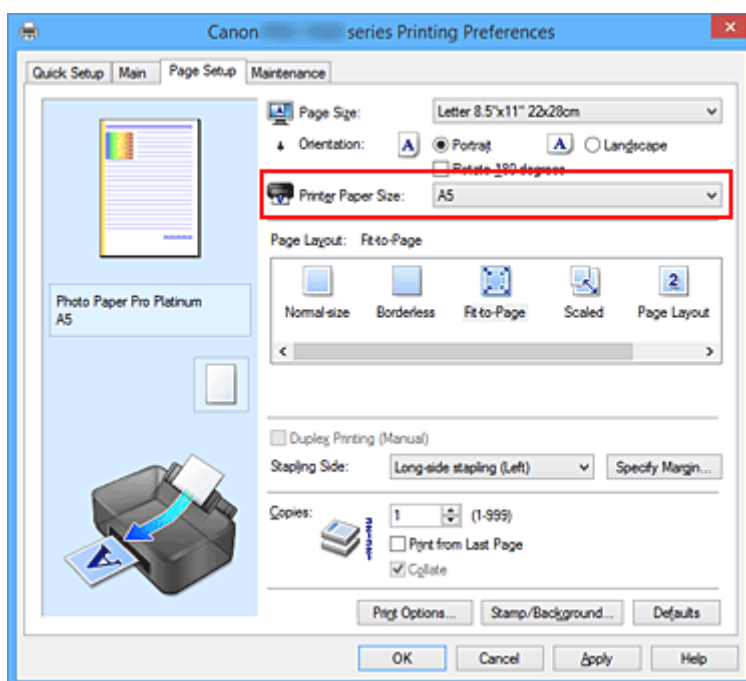 Canon series Printing Preferences
Quick Setup Main Page Setup Maintenance
Page Size: Letter 8.5"x11" 22x28cm
Orientation: A Portrait A Landscape
Rotate 180 degrees
Printer Paper Size: A5
Page Layout: Fit-to-Page
Normal-size Borderless Fit-to-Page Scaled Page Layout
2
Photo Paper Pro Platinum
A5
Duplex Printing (Manual)
Stapling Side: Long-side stapling (Left) Specify Margin...
Copies: 1 (1-999)
Print from Last Page
Collate
A
Print Options... Stamp/Background... Defaults
OK Cancel Apply Help